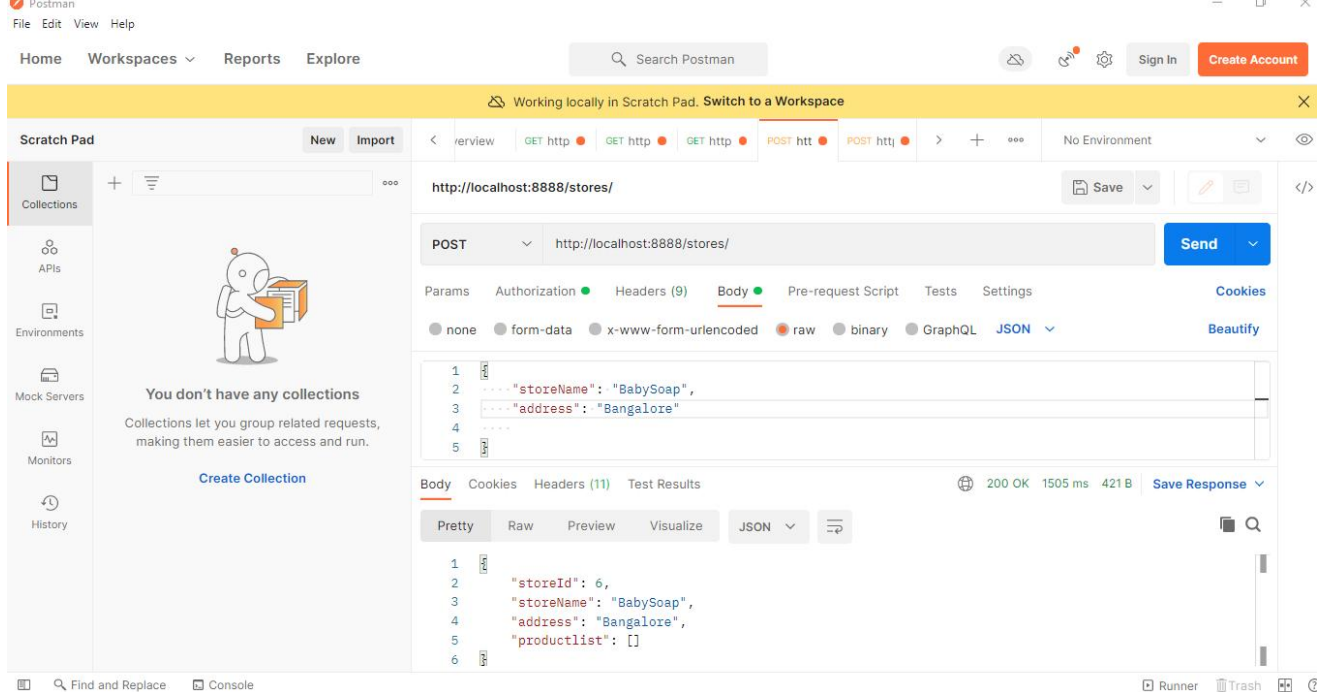 Postman
File Edit View Help
Home Workspaces Reports Explore Search Postman Sign In Create Account
Working locally in Scratch Pad. Switch to a Workspace
Scratch Pad New Import
verview GET http GET http GET http POST htt POST http No Environment
Collections
APIs
Environments
Mock Servers
Monitors
History
You don't have any collections
Collections let you group related requests,
making them easier to access and run.
Create Collection
http://localhost:8888/stores/ Save
POST http://localhost:8888/stores/ Send
Params Authorization Headers (9) Body Pre-request Script Tests Settings Cookies
none form-data x-www-form-urlencoded raw binary GraphQL JSON Beautify
1 {
2 "storeName": "BabySoap",
3 "address": "Bangalore"
4
5 }
Body Cookies Headers (11) Test Results 200 OK 1505 ms 421 B Save Response
Pretty Raw Preview Visualize JSON
1 {
2 "storeId": 6,
3 "storeName": "BabySoap",
4 "address": "Bangalore",
5 "productlist": []
6 }
Find and Replace Console Runner Trash